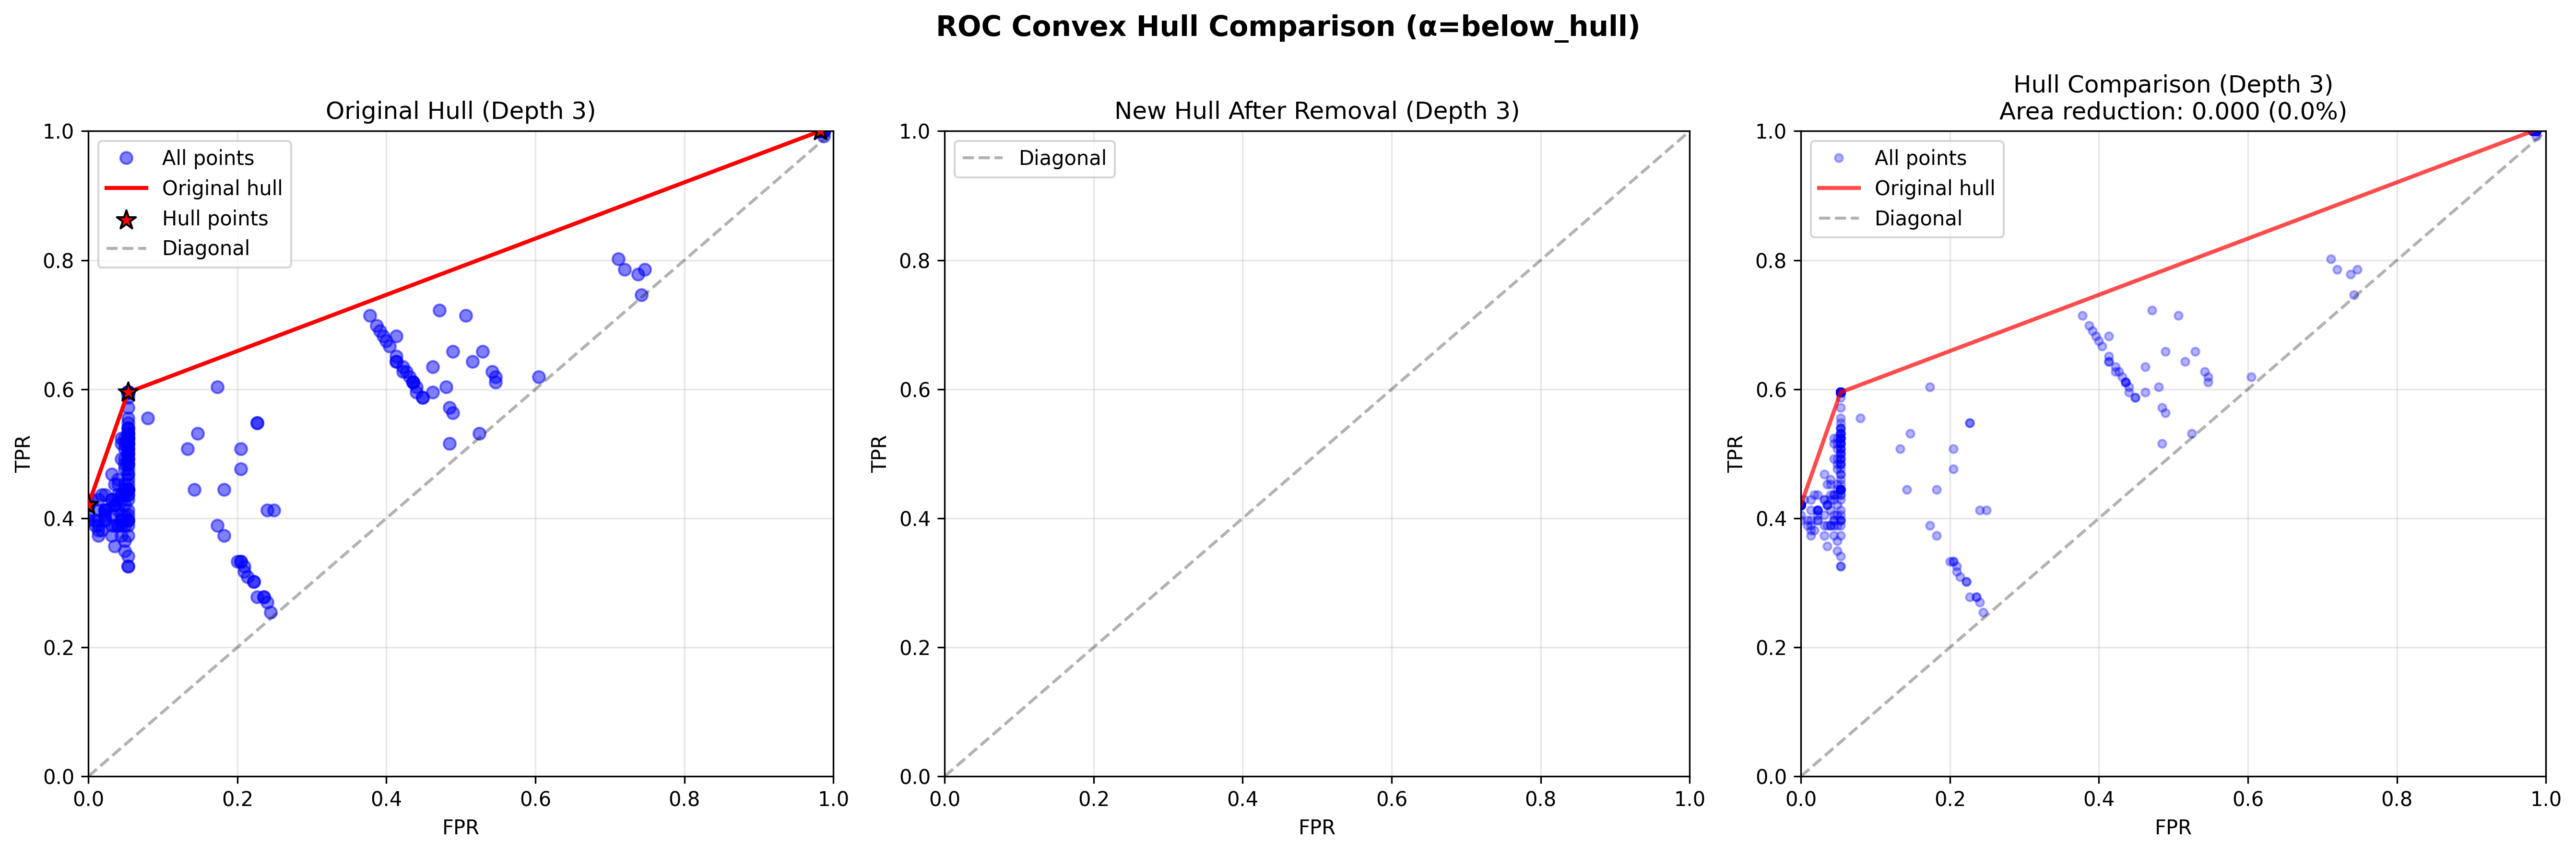 ROC Convex Hull Comparison (α=below_hull)
Original Hull (Depth 3)
All points
Original hull
Hull points
Diagonal
1.0
0.8
0.6
0.4
0.2
0.0
TPR
0.0 0.2 0.4 0.6 0.8 1.0
FPR
New Hull After Removal (Depth 3)
Diagonal
1.0
0.8
0.6
0.4
0.2
0.0
TPR
0.0 0.2 0.4 0.6 0.8 1.0
FPR
Hull Comparison (Depth 3)
Area reduction: 0.000 (0.0%)
All points
Original hull
Diagonal
1.0
0.8
0.6
0.4
0.2
0.0
TPR
0.0 0.2 0.4 0.6 0.8 1.0
FPR